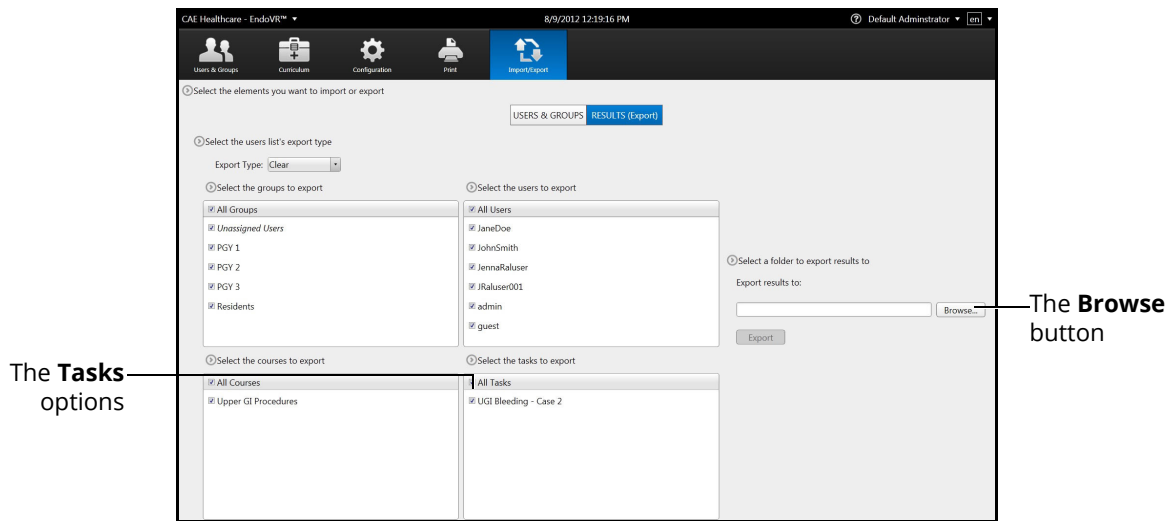 CAE Healthcare - EndoVR™
8/9/2012 12:19:16 PM
Default Adminstrator
en
Users & Groups
Curriculum
Configuration
Print
Import/Export
Select the elements you want to import or export
USERS & GROUPS
RESULTS (Export)
Select the users list's export type
Export Type: Clear
Select the groups to export
All Groups
Unassigned Users
PGY 1
PGY 2
PGY 3
Residents
Select the users to export
All Users
JaneDoe
JohnSmith
JennaRaluser
JRaluser001
admin
guest
Select a folder to export results to
Export results to:
Browse...
Export
The Browse
button
Select the courses to export
All Courses
Upper GI Procedures
Select the tasks to export
All Tasks
UGI Bleeding - Case 2
The Tasks
options